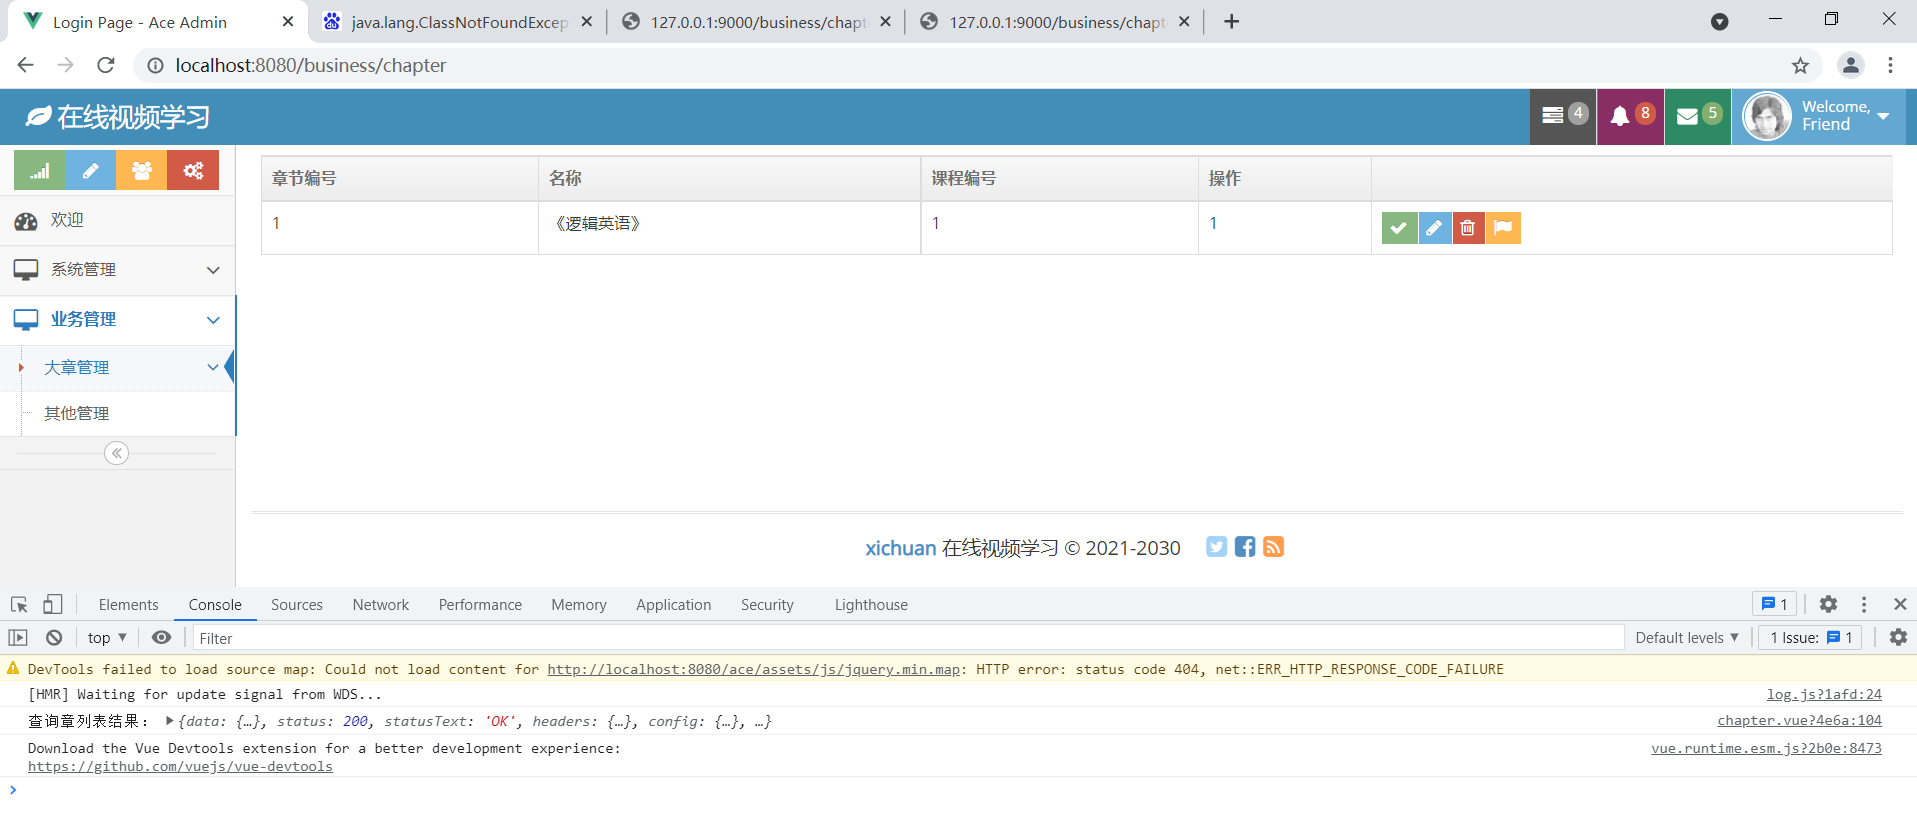 Login Page - Ace Admin
java.lang.ClassNotFoundExcep
127.0.0.1:9000/business/chapt
127.0.0.1:9000/business/chapt
localhost:8080/business/chapter
在线视频学习
4
8
5
Welcome,
Friend
章节编号 名称 课程编号 操作
1 《逻辑英语》 1 1
欢迎
系统管理
业务管理
大章管理
其他管理
xichuan 在线视频学习 © 2021-2030
Elements Console Sources Network Performance Memory Application Security Lighthouse 1
top ▼ Filter Default levels ▼ 1 Issue: 1
DevTools failed to load source map: Could not load content for http://localhost:8080/ace/assets/js/jquery.min.map: HTTP error: status code 404, net::ERR_HTTP_RESPONSE_CODE_FAILURE
[HMR] Waiting for update signal from WDS... log.js?1afd:24
查询章列表结果： ▶{data: {…}, status: 200, statusText: 'OK', headers: {…}, config: {…}, …} chapter.vue?4e6a:104
Download the Vue Devtools extension for a better development experience: vue.runtime.esm.js?2b0e:8473
https://github.com/vuejs/vue-devtools